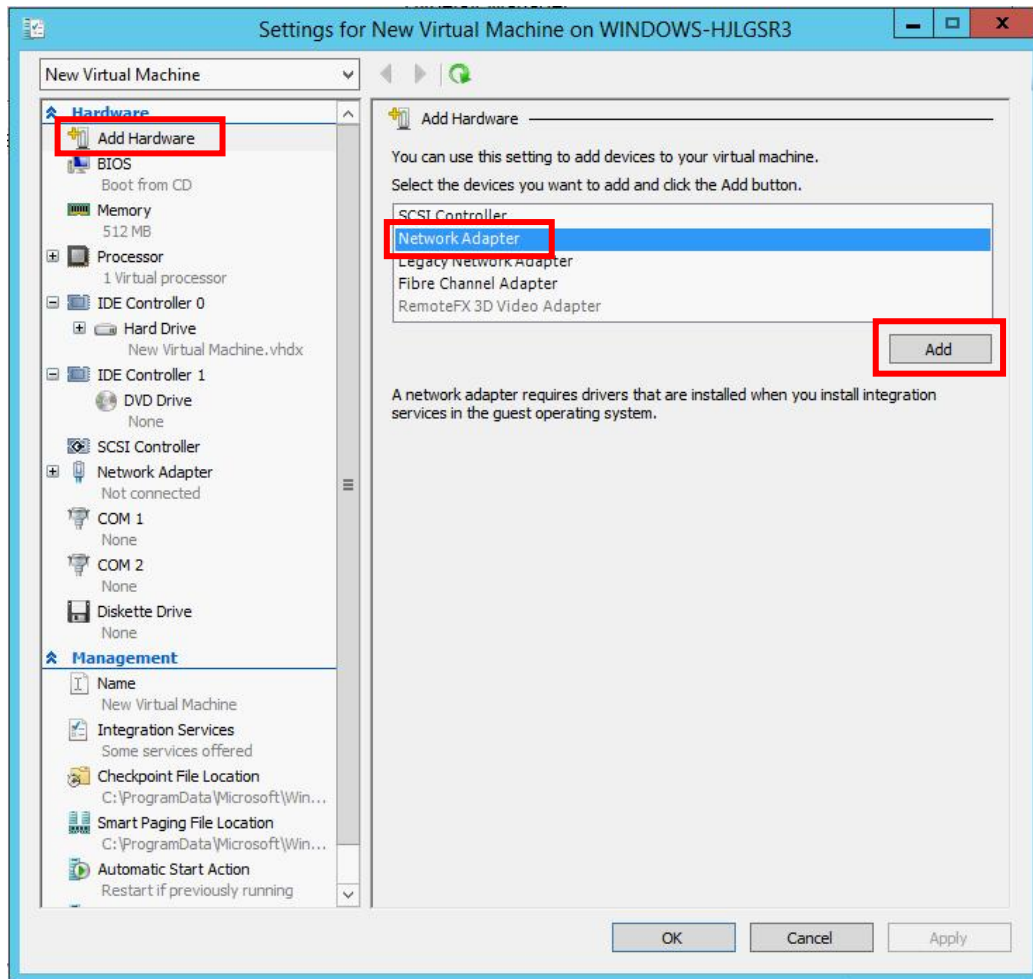 Settings for New Virtual Machine on WINDOWS-HJLGSR3
New Virtual Machine
Hardware
Add Hardware
BIOS
Boot from CD
Memory
512 MB
Processor
1 Virtual processor
IDE Controller 0
Hard Drive
New Virtual Machine.vhdx
IDE Controller 1
DVD Drive
None
SCSI Controller
Network Adapter
Not connected
COM 1
None
COM 2
None
Diskette Drive
None
Management
Name
New Virtual Machine
Integration Services
Some services offered
Checkpoint File Location
C:\ProgramData\Microsoft\Win...
Smart Paging File Location
C:\ProgramData\Microsoft\Win...
Automatic Start Action
Restart if previously running
Add Hardware
You can use this setting to add devices to your virtual machine.
Select the devices you want to add and click the Add button.
SCSI Controller
Network Adapter
Legacy Network Adapter
Fibre Channel Adapter
RemoteFX 3D Video Adapter
Add
A network adapter requires drivers that are installed when you install integration
services in the guest operating system.
OK
Cancel
Apply